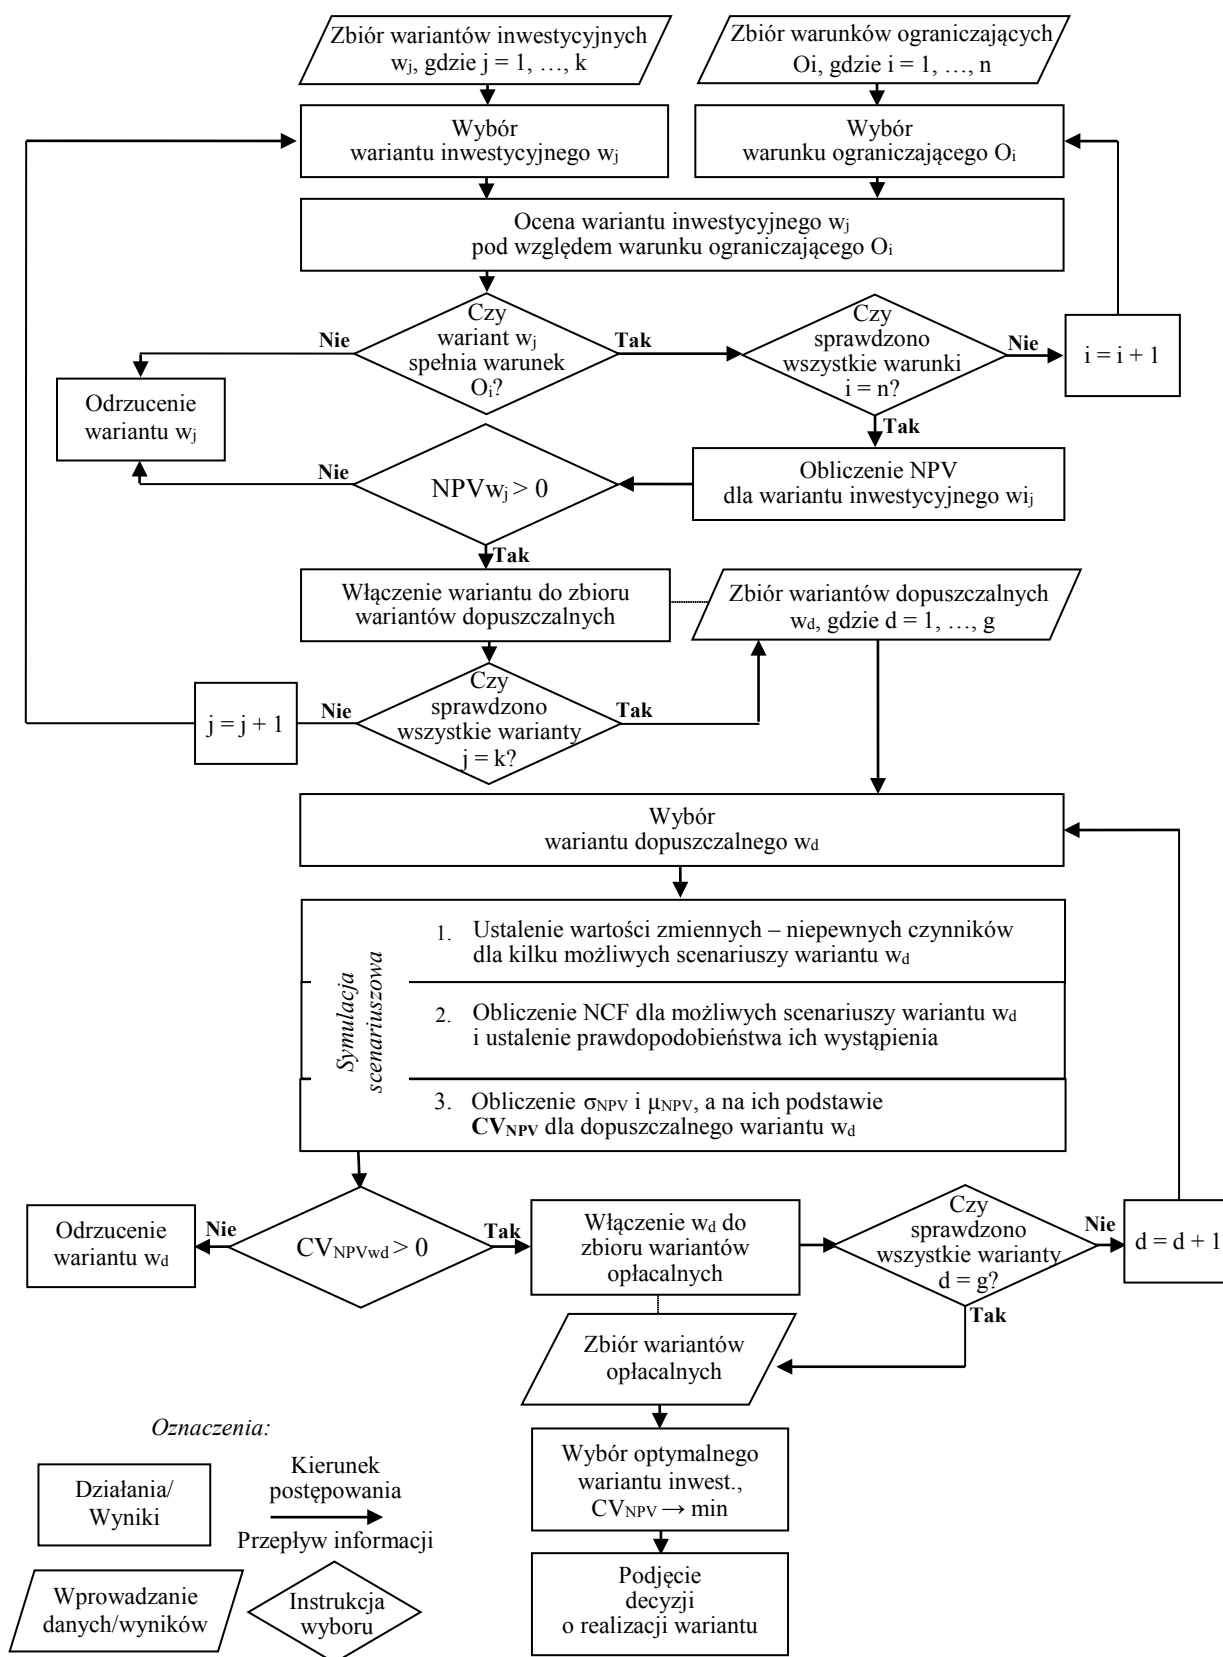 Zbiór wariantów inwestycyjnych
wj, gdzie j = 1, …, k
Zbiór warunków ograniczających
Oi, gdzie i = 1, …, n
Wybór
wariantu inwestycyjnego wj
Wybór
warunku ograniczającego Oi
Ocena wariantu inwestycyjnego wj
pod względem warunku ograniczającego Oi
Czy
wariant wj
spełnia warunek
Oi?
Nie
Tak
Czy
sprawdzono
wszystkie warunki
i = n?
Nie
i = i + 1
Tak
Odrzucenie
wariantu wj
Nie
NPVwj > 0
Obliczenie NPV
dla wariantu inwestycyjnego wij
Tak
Włączenie wariantu do zbioru
wariantów dopuszczalnych
Zbiór wariantów dopuszczalnych
wd, gdzie d = 1, …, g
j = j + 1
Nie
Czy
sprawdzono
wszystkie warianty
j = k?
Tak
Wybór
wariantu dopuszczalnego wd
Symulacja
scenariuszowa
1. Ustalenie wartości zmiennych – niepewnych czynników
dla kilku możliwych scenariuszy wariantu wd
2. Obliczenie NCF dla możliwych scenariuszy wariantu wd
i ustalenie prawdopodobieństwa ich wystąpienia
3. Obliczenie σNPV i μNPV, a na ich podstawie
CVNPV dla dopuszczalnego wariantu wd
Odrzucenie
wariantu wd
Nie
CVNPVwd > 0
Tak
Włączenie wd do
zbioru wariantów
opłacalnych
Czy
sprawdzono
wszystkie warianty
d = g?
Nie
d = d + 1
Tak
Zbiór wariantów
opłacalnych
Wybór optymalnego
wariantu inwest.,
CVNPV → min
Podjęcie
decyzji
o realizacji wariantu
Oznaczenia:
Działania/
Wyniki
Kierunek
postępowania
Przepływ informacji
Wprowadzanie
danych/wyników
Instrukcja
wyboru